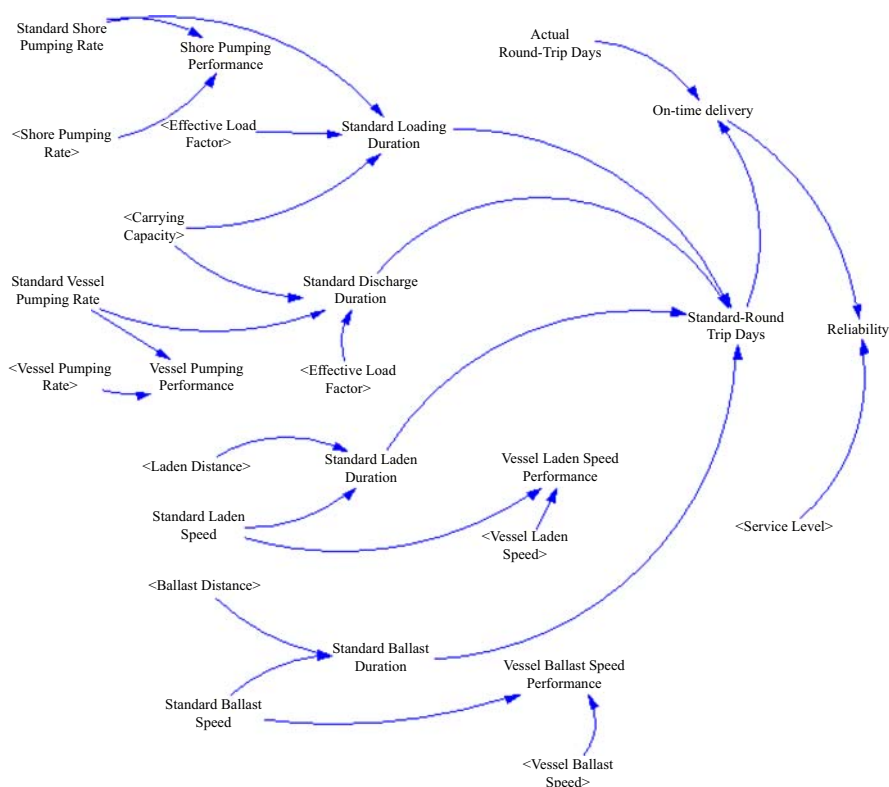 Standard Shore
Pumping Rate
Shore Pumping
Performance
Actual
Round-Trip Days
On-time delivery
<Shore Pumping
Rate>
<Effective Load
Factor>
Standard Loading
Duration
<Carrying
Capacity>
Standard Vessel
Pumping Rate
Standard Discharge
Duration
Standard-Round
Trip Days
Reliability
<Vessel Pumping
Rate>
Vessel Pumping
Performance
<Effective Load
Factor>
<Laden Distance>
Standard Laden
Duration
Vessel Laden Speed
Performance
Standard Laden
Speed
<Vessel Laden
Speed>
<Service Level>
<Ballast Distance>
Standard Ballast
Duration
Vessel Ballast Speed
Performance
Standard Ballast
Speed
<Vessel Ballast
Speed>